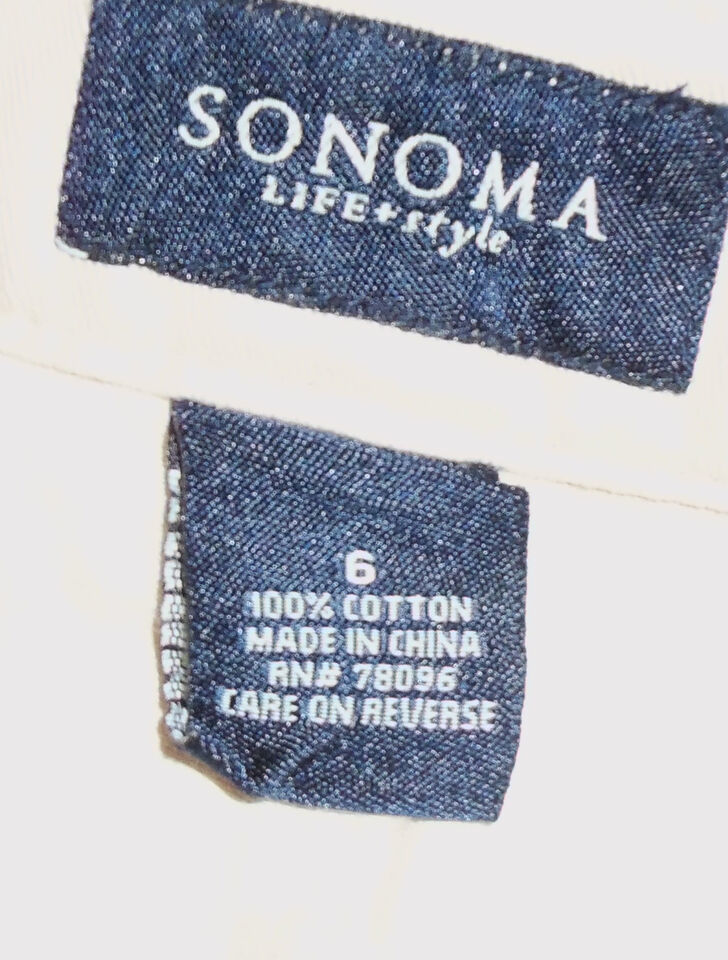 SONOMA
LIFE+style
6
100% COTTON
MADE IN CHINA
RN# 78096
CARE ON REVERSE